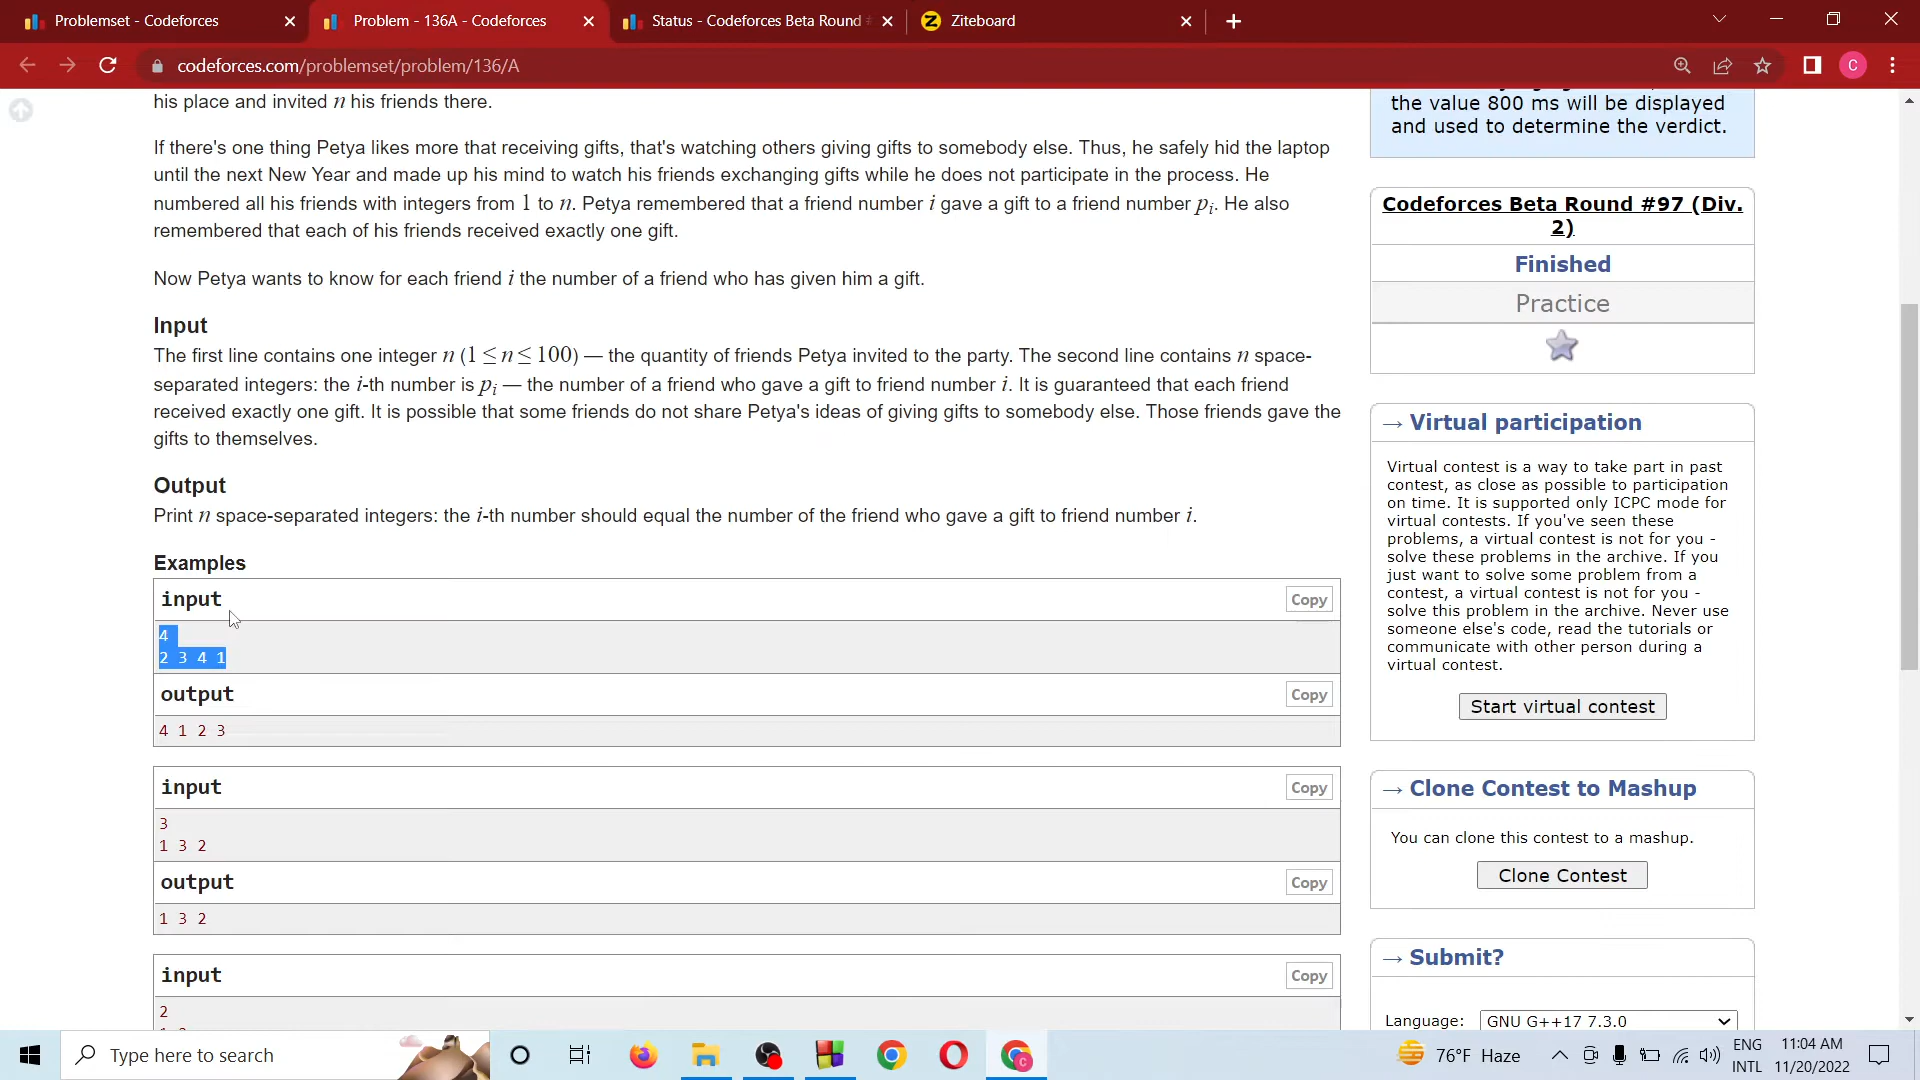 Problemset - Codeforces
Problem - 136A - Codeforces
Status - Codeforces Beta Round #
Ziteboard
codeforces.com/problemset/problem/136/A
C
his place and invited n his friends there.
If there's one thing Petya likes more that receiving gifts, that's watching others giving gifts to somebody else. Thus, he safely hid the laptop
until the next New Year and made up his mind to watch his friends exchanging gifts while he does not participate in the process. He
numbered all his friends with integers from 1 to n. Petya remembered that a friend number i gave a gift to a friend number pi. He also
remembered that each of his friends received exactly one gift.
Now Petya wants to know for each friend i the number of a friend who has given him a gift.
Input
The first line contains one integer n (1 ≤ n ≤ 100) — the quantity of friends Petya invited to the party. The second line contains n space-
separated integers: the i-th number is pi — the number of a friend who gave a gift to friend number i. It is guaranteed that each friend
received exactly one gift. It is possible that some friends do not share Petya's ideas of giving gifts to somebody else. Those friends gave the
gifts to themselves.
Output
Print n space-separated integers: the i-th number should equal the number of the friend who gave a gift to friend number i.
Examples
input
Copy
4
2 3 4 1
output
Copy
4 1 2 3
input
Copy
3
1 3 2
output
Copy
1 3 2
input
Copy
2
the value 800 ms will be displayed
and used to determine the verdict.
Codeforces Beta Round #97 (Div.
2)
Finished
Practice
→ Virtual participation
Virtual contest is a way to take part in past
contest, as close as possible to participation
on time. It is supported only ICPC mode for
virtual contests. If you've seen these
problems, a virtual contest is not for you -
solve these problems in the archive. If you
just want to solve some problem from a
contest, a virtual contest is not for you -
solve this problem in the archive. Never use
someone else's code, read the tutorials or
communicate with other person during a
virtual contest.
Start virtual contest
→ Clone Contest to Mashup
You can clone this contest to a mashup.
Clone Contest
→ Submit?
Language: GNU G++17 7.3.0
Type here to search
76°F Haze
ENG
INTL
11:04 AM
11/20/2022